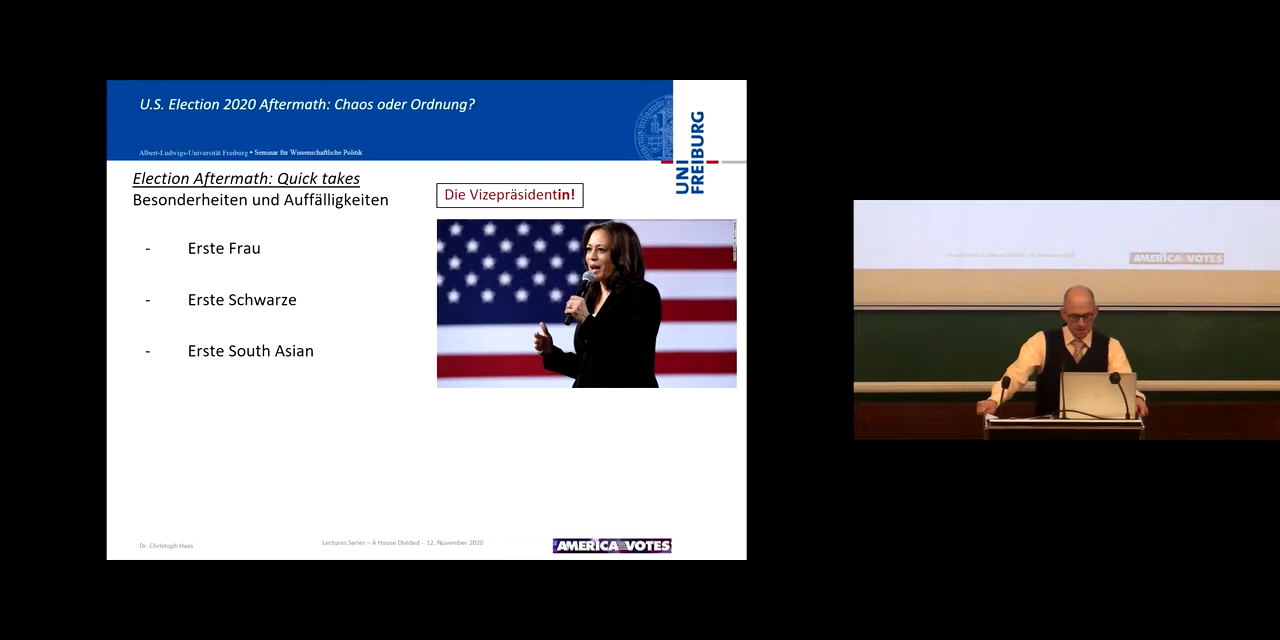 U.S. Election 2020 Aftermath: Chaos oder Ordnung?
Albert-Ludwigs-Universität Freiburg • Seminar für Wissenschaftliche Politik
UNI
FREIBURG
Election Aftermath: Quick takes
Besonderheiten und Auffälligkeiten
Die Vizepräsidentin!
- Erste Frau
- Erste Schwarze
- Erste South Asian
Dr. Christoph Haas
Lectures Series – A House Divided - 12. November 2020
AMERICA VOTES
AMERICA VOTES